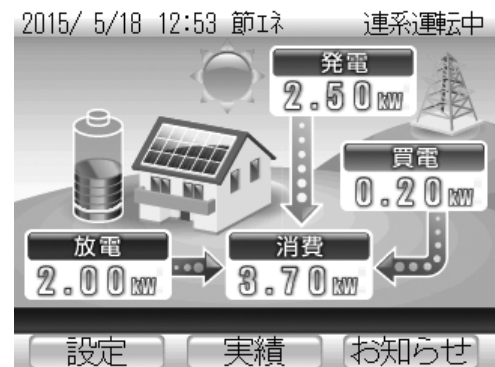 2015/ 5/18 12:53 節エネ 連系運転中
発電
2.50kW
買電
0.20kW
放電
2.00kW
消費
3.70kW
設定 実績 お知らせ